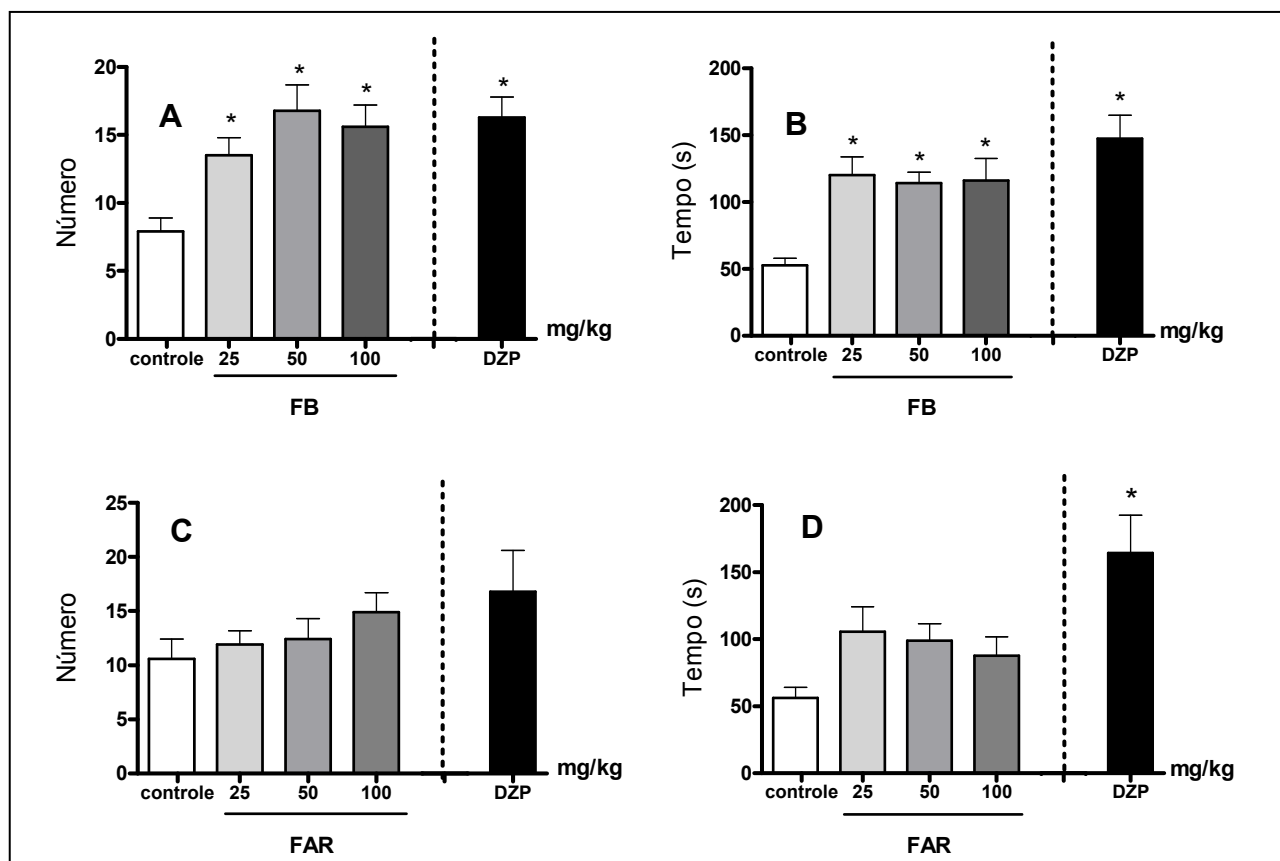 A
Número
20
15
10
5
0
* * * *
controle 25 50 100 DZP
mg/kg
FB
B
Tempo (s)
200
150
100
50
0
* * * *
controle 25 50 100 DZP
mg/kg
FB
C
Número
25
20
15
10
5
0
controle 25 50 100 DZP
mg/kg
FAR
D
Tempo (s)
200
150
100
50
0
*
controle 25 50 100 DZP
mg/kg
FAR